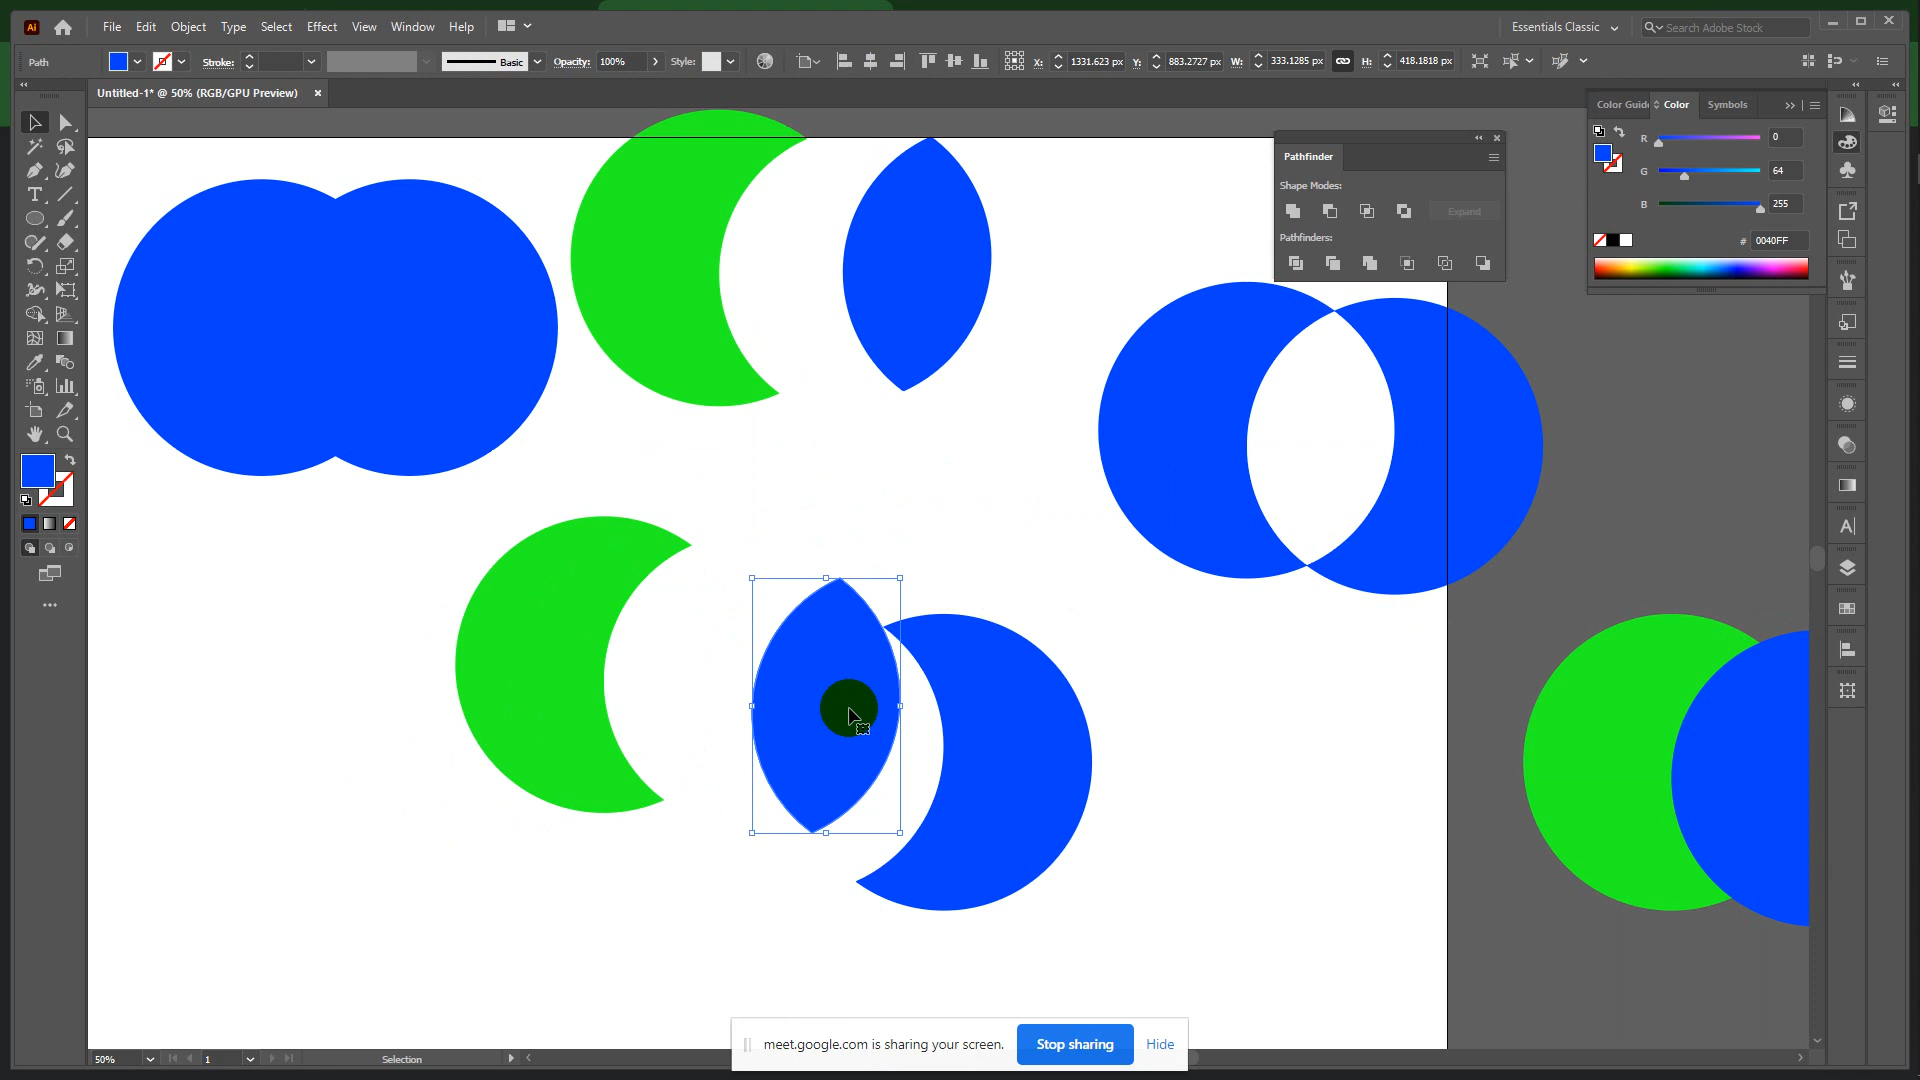 Ai File Edit Object Type Select Effect View Window Help Essentials Classic Search Adobe Stock
Path Stroke: Basic Opacity: 100% Style: X: 1331.623 px Y: 883.2727 px W: 333.1285 px H: 418.1818 px
Untitled-1* @ 50% (RGB/GPU Preview)
Color Guide Color Symbols
R 0
G 64
B 255
# 0040FF
Pathfinder
Shape Modes:
Expand
Pathfinders:
50% 1 Selection
meet.google.com is sharing your screen. Stop sharing Hide